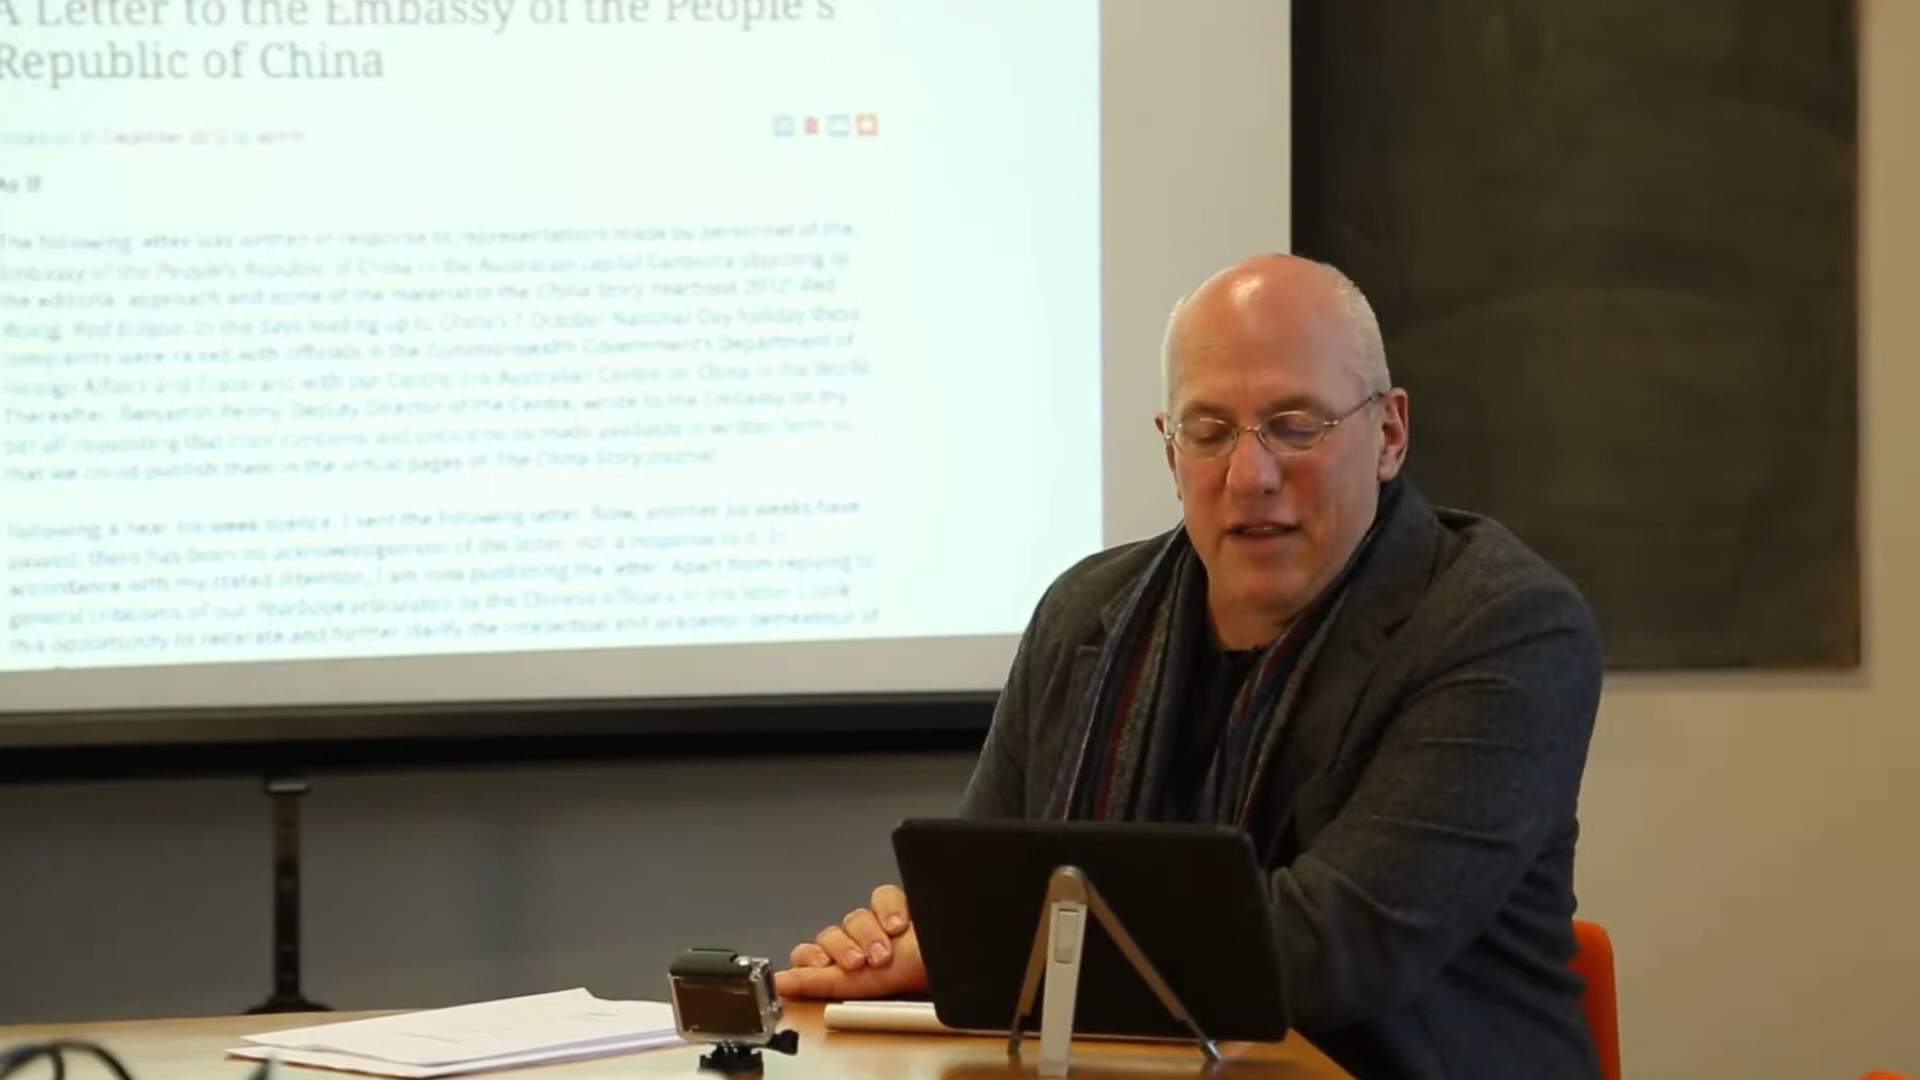 A Letter to the Embassy of the People's
Republic of China
As If
The following letter was written in response to representations made by personnel of the
Embassy of the People's Republic of China in the Australian capital Canberra objecting to
the editorial approach and some of the material in the China Story Yearbook 2012: Red
Rising, Red Eclipse. In the days leading up to China's 1 October National Day holiday these
complaints were raised with officials in the Commonwealth Government's Department of
Foreign Affairs and Trade and with our Centre, the Australian Centre on China in the World.
Thereafter, Benjamin Penny, Deputy Director of the Centre, wrote to the Embassy on my
behalf requesting that their concerns and criticisms be made available in written form so
that we could publish them in the virtual pages of The China Story Journal.
Following a near six-week silence, I sent the following letter. Now, another six weeks have
passed; there has been no acknowledgement of the letter, nor a response to it. In
accordance with my stated intention, I am now publishing the letter. Apart from replying to
general criticisms of our Yearbook articulated by the Chinese officials in the letter I took
this opportunity to reiterate and further clarify the intellectual and academic demeanour of